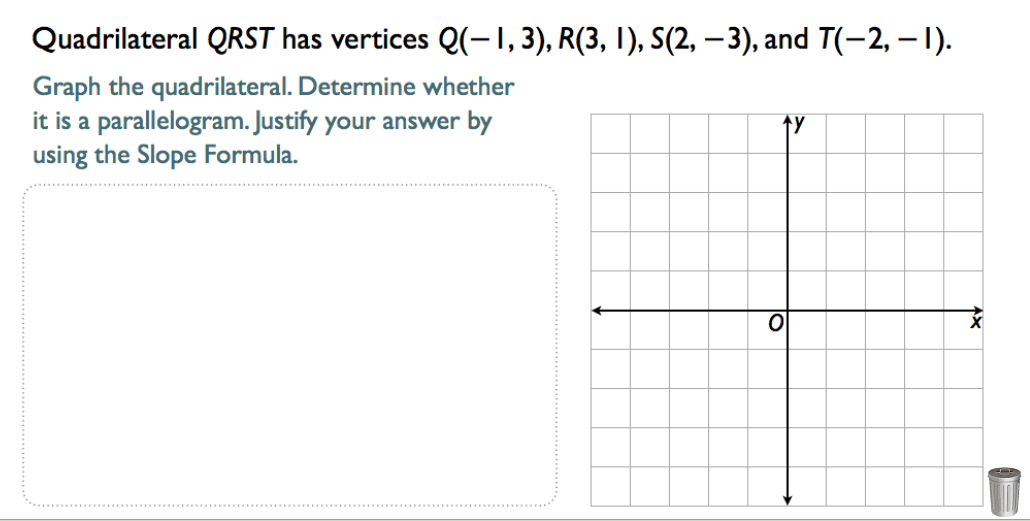 Quadrilateral QRST has vertices Q(−1, 3), R(3, 1), S(2, −3), and T(−2, −1).
Graph the quadrilateral. Determine whether
it is a parallelogram. Justify your answer by
using the Slope Formula.
y
O
x